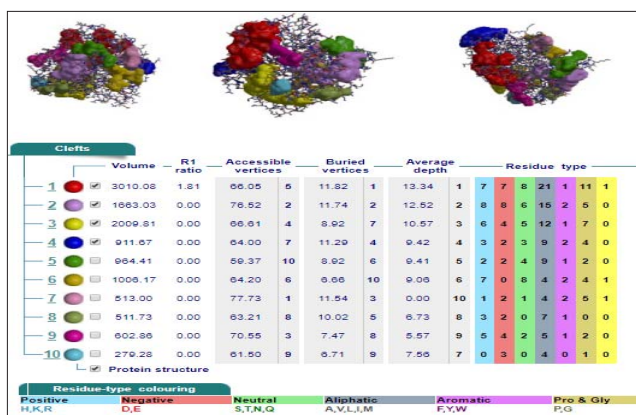 Clefts
Volume R1 ratio Accessible vertices Buried vertices Average depth Residue type
1 3010.08 1.81 66.05 5 11.82 1 13.34 1 7 7 8 21 1 11 1
2 1663.03 0.00 76.52 2 11.74 2 12.52 2 8 8 6 15 2 5 0
3 2009.81 0.00 66.61 4 8.92 7 10.57 3 6 4 5 12 1 7 0
4 911.67 0.00 64.00 7 11.29 4 9.42 4 3 2 3 9 2 4 0
5 964.41 0.00 59.37 10 8.92 6 9.41 5 2 2 4 9 1 2 0
6 1006.17 0.00 64.20 6 6.66 10 9.06 6 7 0 8 4 2 4 1
7 513.00 0.00 77.73 1 11.54 3 0.00 10 1 2 1 4 2 5 1
8 511.73 0.00 63.21 8 10.02 5 6.73 8 3 2 0 7 1 0 0
9 602.86 0.00 70.55 3 7.47 8 5.57 9 5 4 2 5 1 2 0
10 279.28 0.00 61.50 9 6.71 9 7.56 7 0 3 0 4 0 1 0
Protein structure
Residue-type colouring
Positive Negative Neutral Aliphatic Aromatic Pro & Gly
H,K,R D,E S,T,N,Q A,V,L,I,M F,Y,W P,G